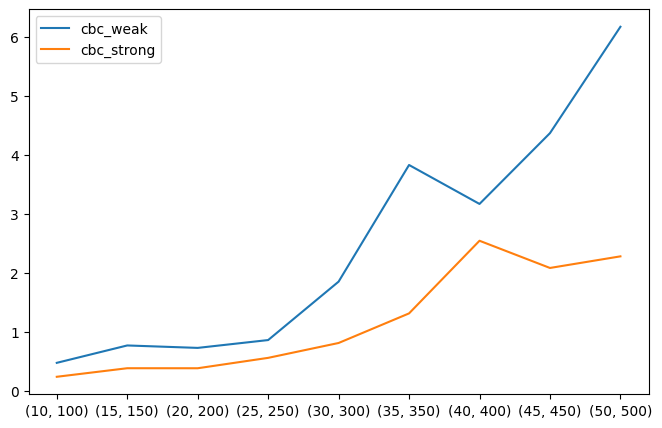 cbc_weak
cbc_strong
6
5
4
3
2
1
0
(10, 100) (15, 150) (20, 200) (25, 250) (30, 300) (35, 350) (40, 400) (45, 450) (50, 500)